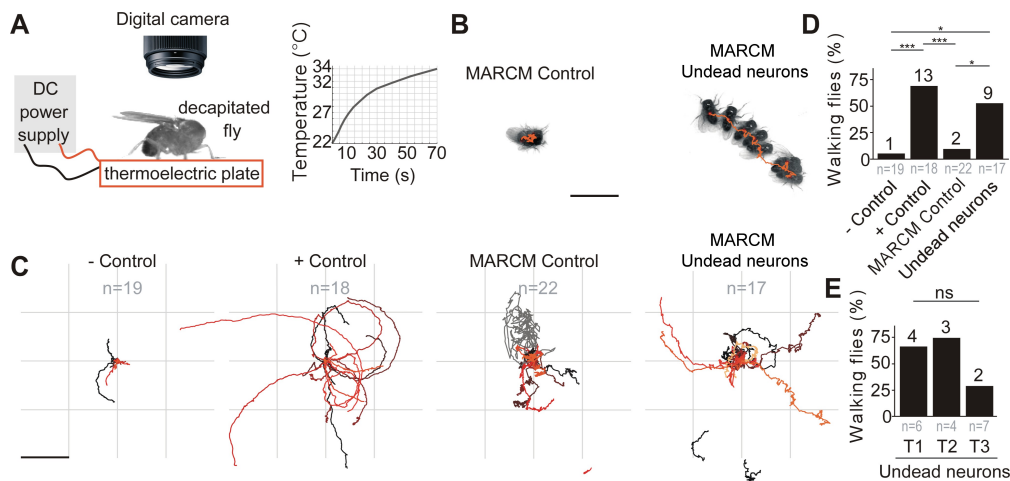 A
Digital camera
DC
power
supply
decapitated
fly
thermoelectric plate
Temperature (°C)
34
31
27
22
10
30
50
70
Time (s)
B
MARCM Control
MARCM
Undead neurons
C
- Control
n=19
+ Control
n=18
MARCM Control
n=22
MARCM
Undead neurons
n=17
D
Walking flies (%)
75
50
25
0
*
***
***
*
1
13
2
9
n=19
n=18
n=22
n=17
- Control
+ Control
MARCM Control
Undead neurons
E
Walking flies (%)
75
50
25
0
ns
4
3
2
n=6
n=4
n=7
T1
T2
T3
Undead neurons